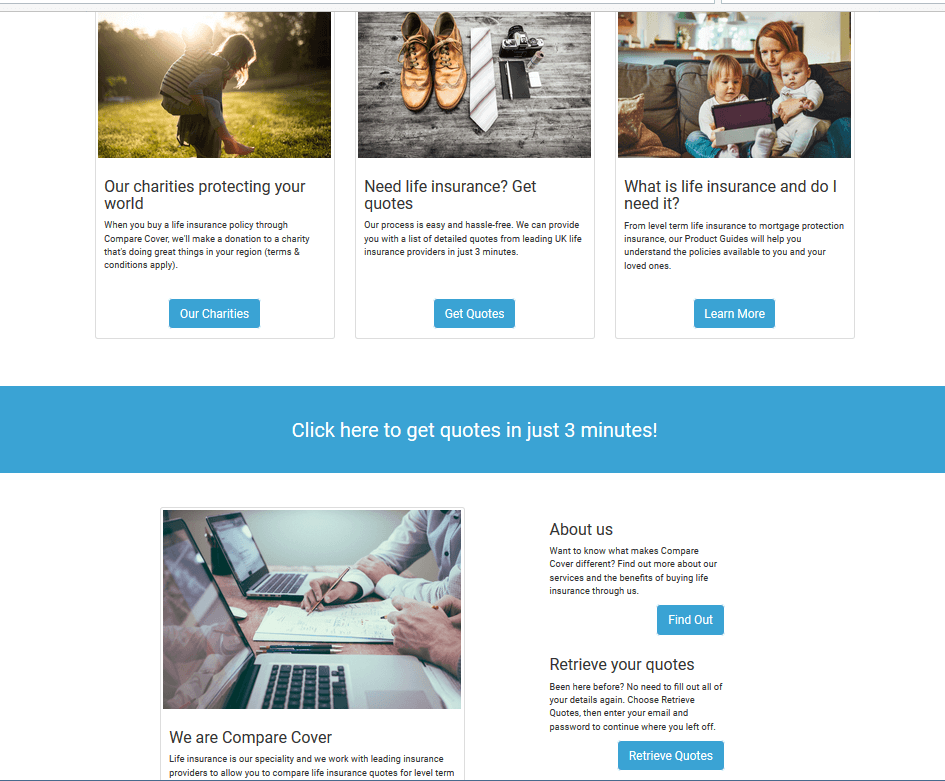 Our charities protecting your
world
When you buy a life insurance policy through
Compare Cover, we'll make a donation to a charity
that's doing great things in your region (terms &
conditions apply).
Our Charities
Need life insurance? Get
quotes
Our process is easy and hassle-free. We can provide
you with a list of detailed quotes from leading UK life
insurance providers in just 3 minutes.
Get Quotes
What is life insurance and do I
need it?
From level term life insurance to mortgage protection
insurance, our Product Guides will help you
understand the policies available to you and your
loved ones.
Learn More
Click here to get quotes in just 3 minutes!
We are Compare Cover
Life insurance is our speciality and we work with leading insurance
providers to allow you to compare life insurance quotes for level term
About us
Want to know what makes Compare
Cover different? Find out more about our
services and the benefits of buying life
insurance through us.
Find Out
Retrieve your quotes
Been here before? No need to fill out all of
your details again. Choose Retrieve
Quotes, then enter your email and
password to continue where you left off.
Retrieve Quotes